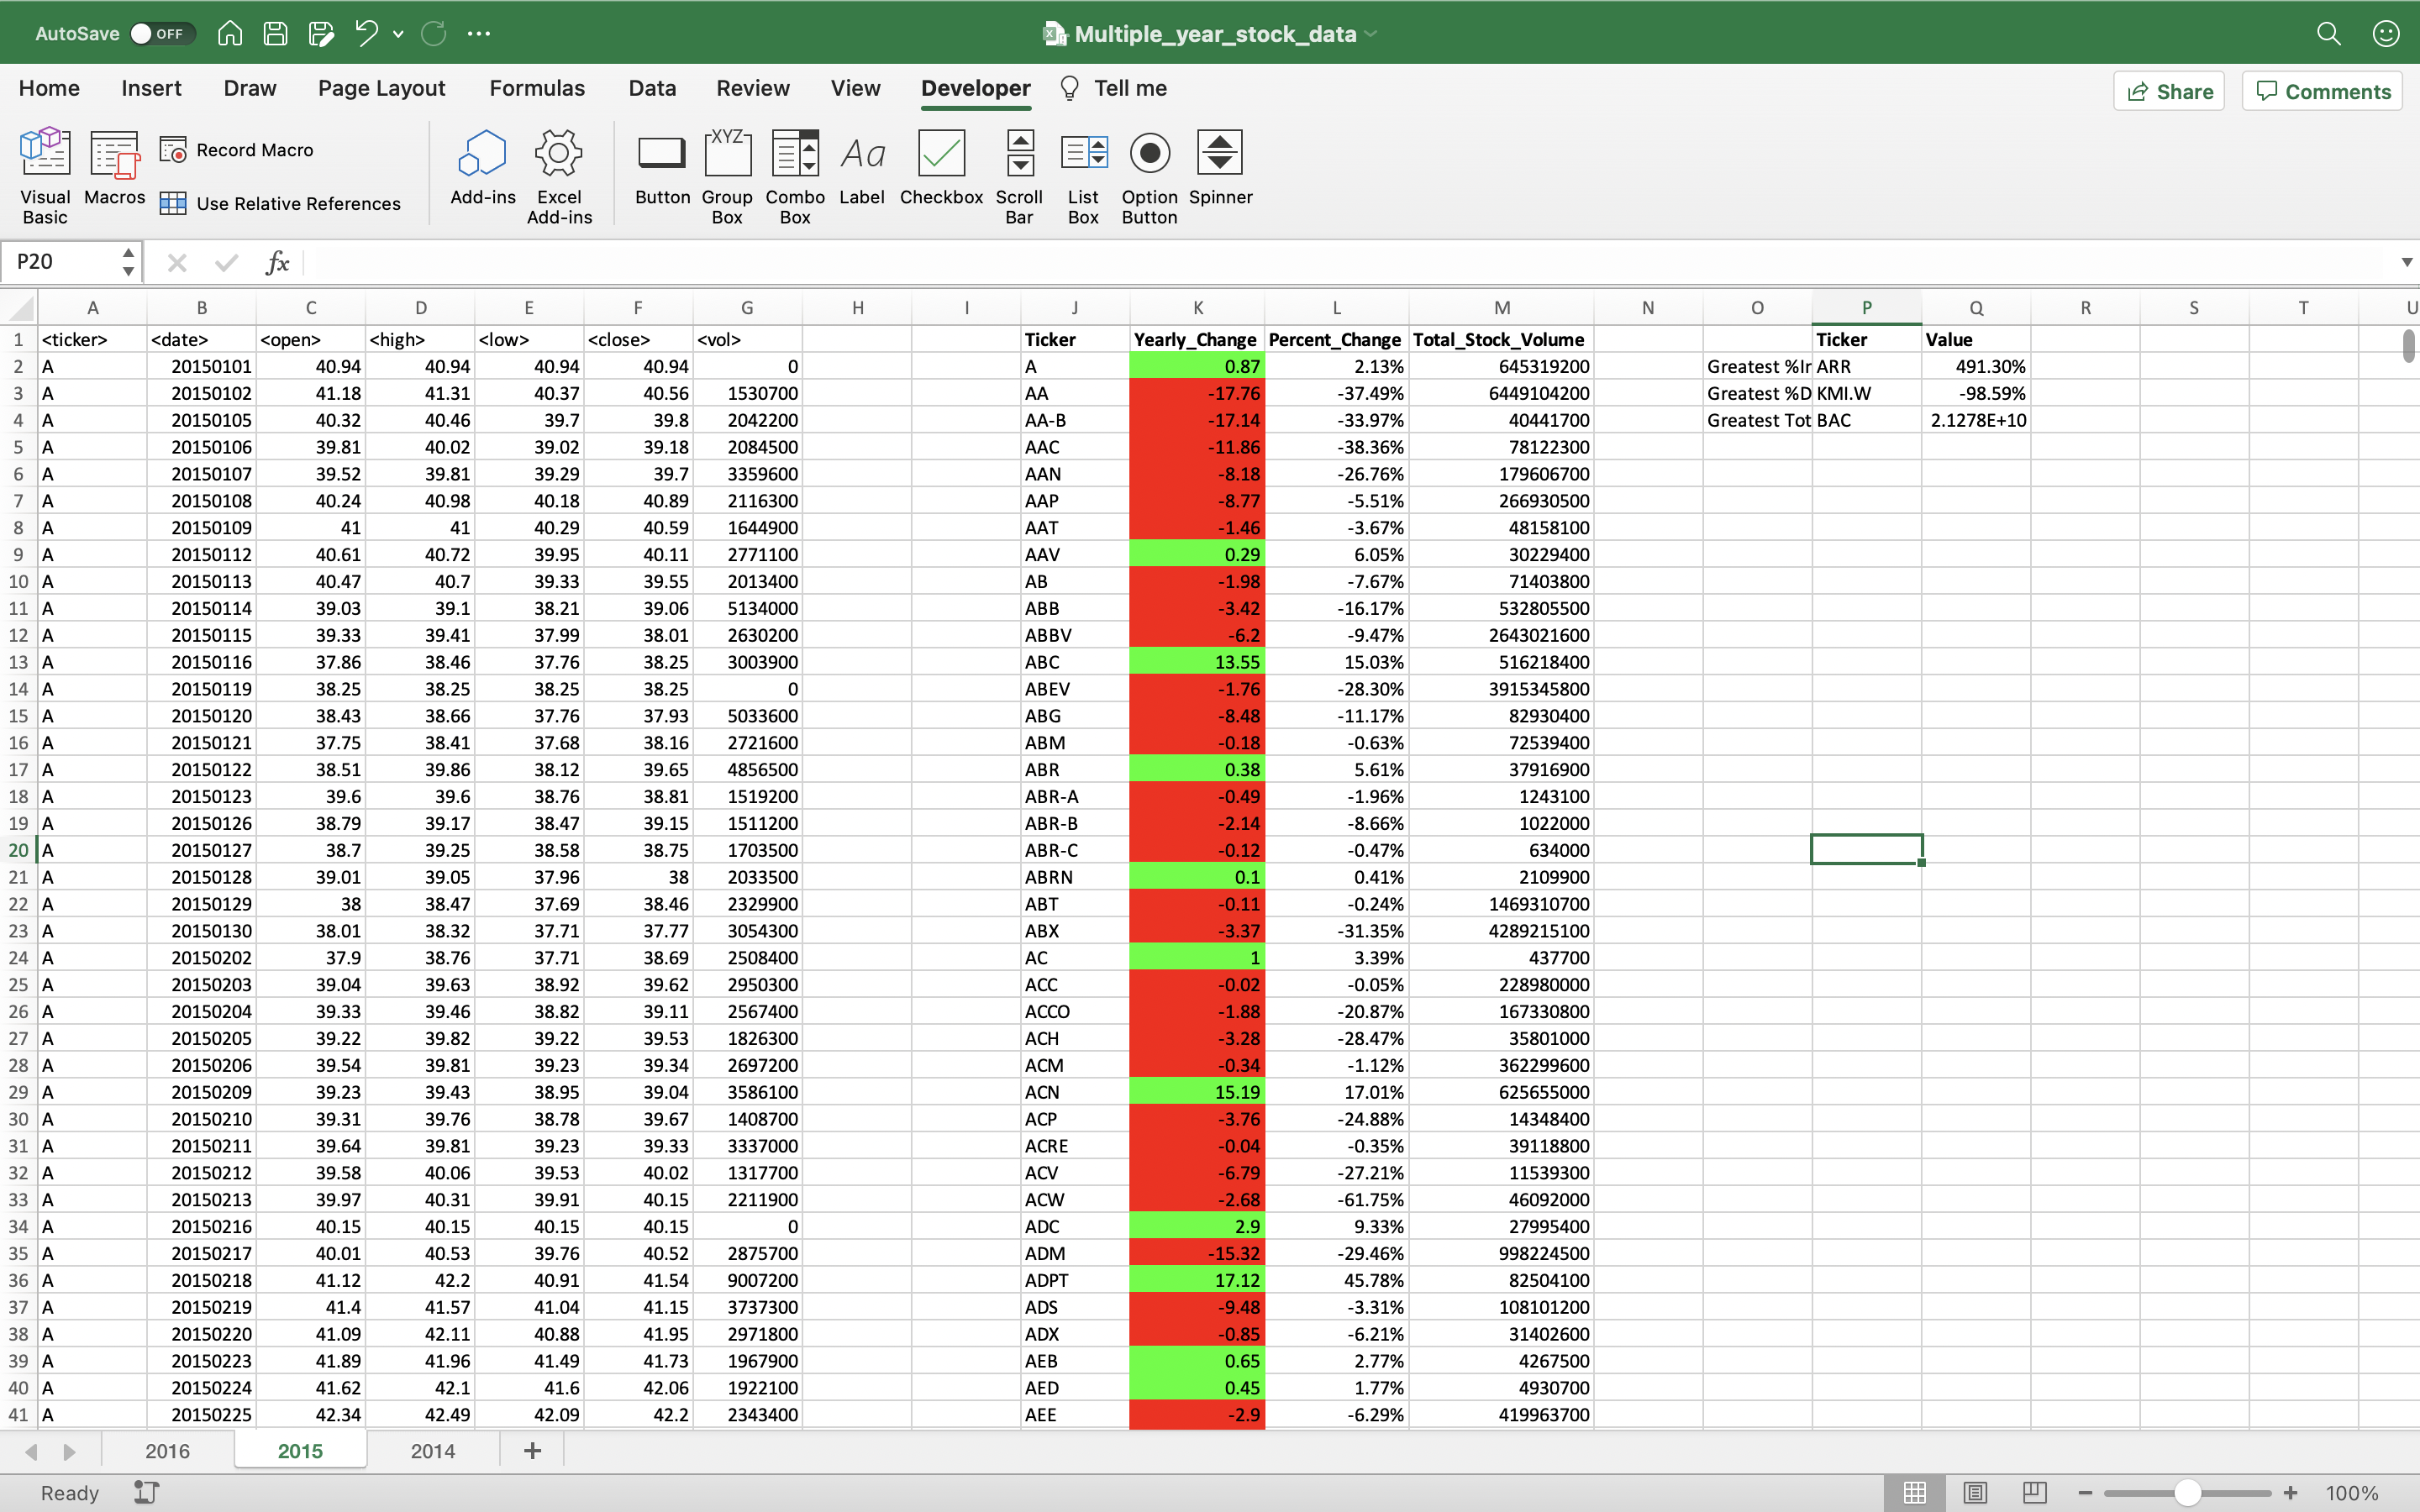 AutoSave OFF Multiple_year_stock_data
Home Insert Draw Page Layout Formulas Data Review View Developer Tell me Share Comments
Visual Basic Macros Record Macro Use Relative References Add-ins Excel Add-ins Button XYZ Group Box Combo Box Aa Label Checkbox Scroll Bar List Box Option Button Spinner
P20 fx
A B C D E F G H I J K L M N O P Q R S T U
1 <ticker> <date> <open> <high> <low> <close> <vol> Ticker Yearly_Change Percent_Change Total_Stock_Volume Ticker Value
2 A 20150101 40.94 40.94 40.94 40.94 0 A 0.87 2.13% 645319200 Greatest %Ir ARR 491.30%
3 A 20150102 41.18 41.31 40.37 40.56 1530700 AA -17.76 -37.49% 6449104200 Greatest %D KMI.W -98.59%
4 A 20150105 40.32 40.46 39.7 39.8 2042200 AA-B -17.14 -33.97% 40441700 Greatest Tot BAC 2.1278E+10
5 A 20150106 39.81 40.02 39.02 39.18 2084500 AAC -11.86 -38.36% 78122300
6 A 20150107 39.52 39.81 39.29 39.7 3359600 AAN -8.18 -26.76% 179606700
7 A 20150108 40.24 40.98 40.18 40.89 2116300 AAP -8.77 -5.51% 266930500
8 A 20150109 41 41 40.29 40.59 1644900 AAT -1.46 -3.67% 48158100
9 A 20150112 40.61 40.72 39.95 40.11 2771100 AAV 0.29 6.05% 30229400
10 A 20150113 40.47 40.7 39.33 39.55 2013400 AB -1.98 -7.67% 71403800
11 A 20150114 39.03 39.1 38.21 39.06 5134000 ABB -3.42 -16.17% 532805500
12 A 20150115 39.33 39.41 37.99 38.01 2630200 ABBV -6.2 -9.47% 2643021600
13 A 20150116 37.86 38.46 37.76 38.25 3003900 ABC 13.55 15.03% 516218400
14 A 20150119 38.25 38.25 38.25 38.25 0 ABEV -1.76 -28.30% 3915345800
15 A 20150120 38.43 38.66 37.76 37.93 5033600 ABG -8.48 -11.17% 82930400
16 A 20150121 37.75 38.41 37.68 38.16 2721600 ABM -0.18 -0.63% 72539400
17 A 20150122 38.51 39.86 38.12 39.65 4856500 ABR 0.38 5.61% 37916900
18 A 20150123 39.6 39.6 38.76 38.81 1519200 ABR-A -0.49 -1.96% 1243100
19 A 20150126 38.79 39.17 38.47 39.15 1511200 ABR-B -2.14 -8.66% 1022000
20 A 20150127 38.7 39.25 38.58 38.75 1703500 ABR-C -0.12 -0.47% 634000
21 A 20150128 39.01 39.05 37.96 38 2033500 ABRN 0.1 0.41% 2109900
22 A 20150129 38 38.47 37.69 38.46 2329900 ABT -0.11 -0.24% 1469310700
23 A 20150130 38.01 38.32 37.71 37.77 3054300 ABX -3.37 -31.35% 4289215100
24 A 20150202 37.9 38.76 37.71 38.69 2508400 AC 1 3.39% 437700
25 A 20150203 39.04 39.63 38.92 39.62 2950300 ACC -0.02 -0.05% 228980000
26 A 20150204 39.33 39.46 38.82 39.11 2567400 ACCO -1.88 -20.87% 167330800
27 A 20150205 39.22 39.82 39.22 39.53 1826300 ACH -3.28 -28.47% 35801000
28 A 20150206 39.54 39.81 39.23 39.34 2697200 ACM -0.34 -1.12% 362299600
29 A 20150209 39.23 39.43 38.95 39.04 3586100 ACN 15.19 17.01% 625655000
30 A 20150210 39.31 39.76 38.78 39.67 1408700 ACP -3.76 -24.88% 14348400
31 A 20150211 39.64 39.81 39.23 39.33 3337000 ACRE -0.04 -0.35% 39118800
32 A 20150212 39.58 40.06 39.53 40.02 1317700 ACV -6.79 -27.21% 11539300
33 A 20150213 39.97 40.31 39.91 40.15 2211900 ACW -2.68 -61.75% 46092000
34 A 20150216 40.15 40.15 40.15 40.15 0 ADC 2.9 9.33% 27995400
35 A 20150217 40.01 40.53 39.76 40.52 2875700 ADM -15.32 -29.46% 998224500
36 A 20150218 41.12 42.2 40.91 41.54 9007200 ADPT 17.12 45.78% 82504100
37 A 20150219 41.4 41.57 41.04 41.15 3737300 ADS -9.48 -3.31% 108101200
38 A 20150220 41.09 42.11 40.88 41.95 2971800 ADX -0.85 -6.21% 31402600
39 A 20150223 41.89 41.96 41.49 41.73 1967900 AEB 0.65 2.77% 4267500
40 A 20150224 41.62 42.1 41.6 42.06 1922100 AED 0.45 1.77% 4930700
41 A 20150225 42.34 42.49 42.09 42.2 2343400 AEE -2.9 -6.29% 419963700
2016 2015 2014 +
Ready 100%